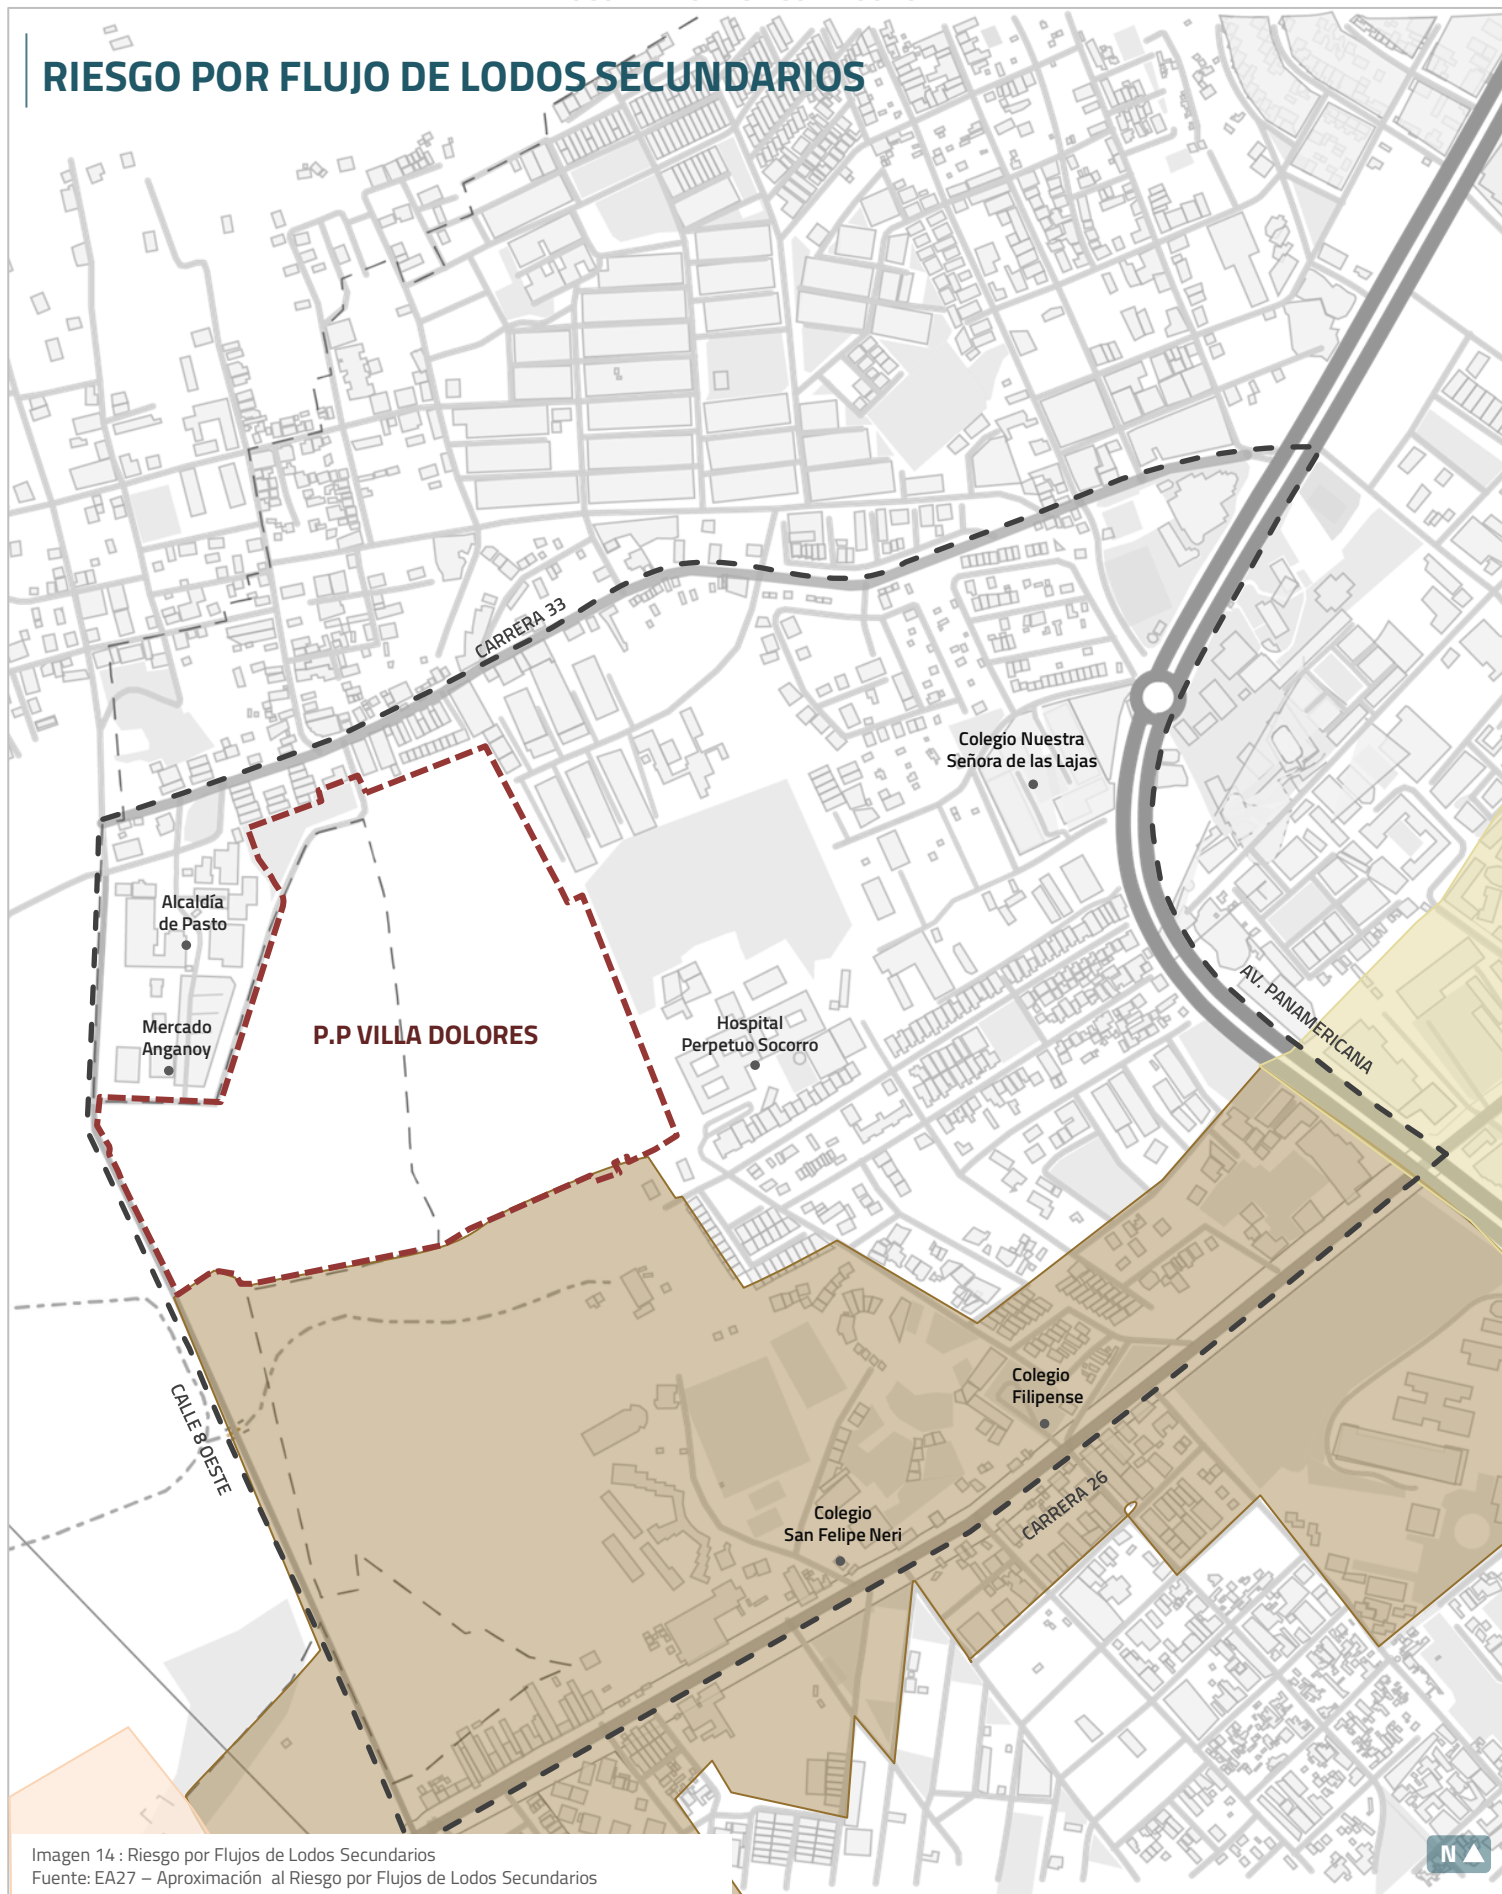 RIESGO POR FLUJO DE LODOS SECUNDARIOS
CARRERA 33
Colegio Nuestra
Señora de las Lajas
Alcaldía
de Pasto
AV. PANAMERICANA
Mercado
Anganoy
P.P VILLA DOLORES
Hospital
Perpetuo Socorro
Colegio
Filipense
CALLE 8 OESTE
CARRERA 26
Colegio
San Felipe Neri
Imagen 14 : Riesgo por Flujos de Lodos Secundarios
Fuente: EA27 – Aproximación al Riesgo por Flujos de Lodos Secundarios
N